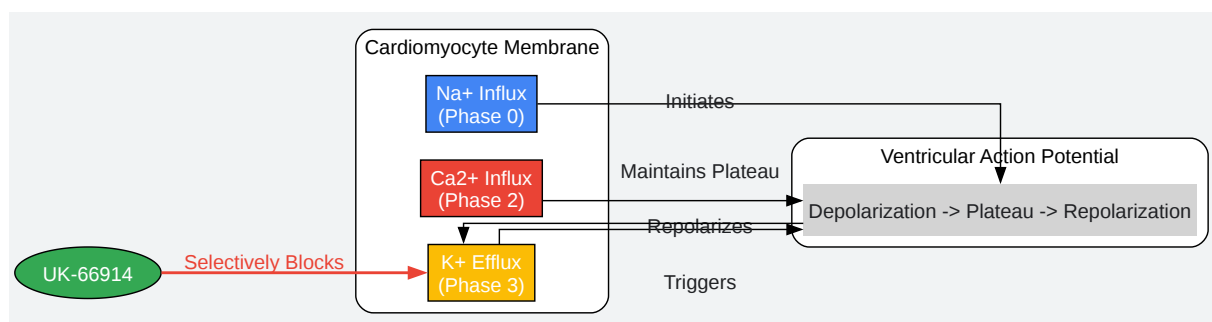 Cardiomyocyte Membrane
Na+ Influx
(Phase 0)
Initiates
Ventricular Action Potential
Ca2+ Influx
(Phase 2)
Maintains Plateau
Depolarization -> Plateau -> Repolarization
Repolarizes
UK-66914
Selectively Blocks
K+ Efflux
(Phase 3)
Triggers